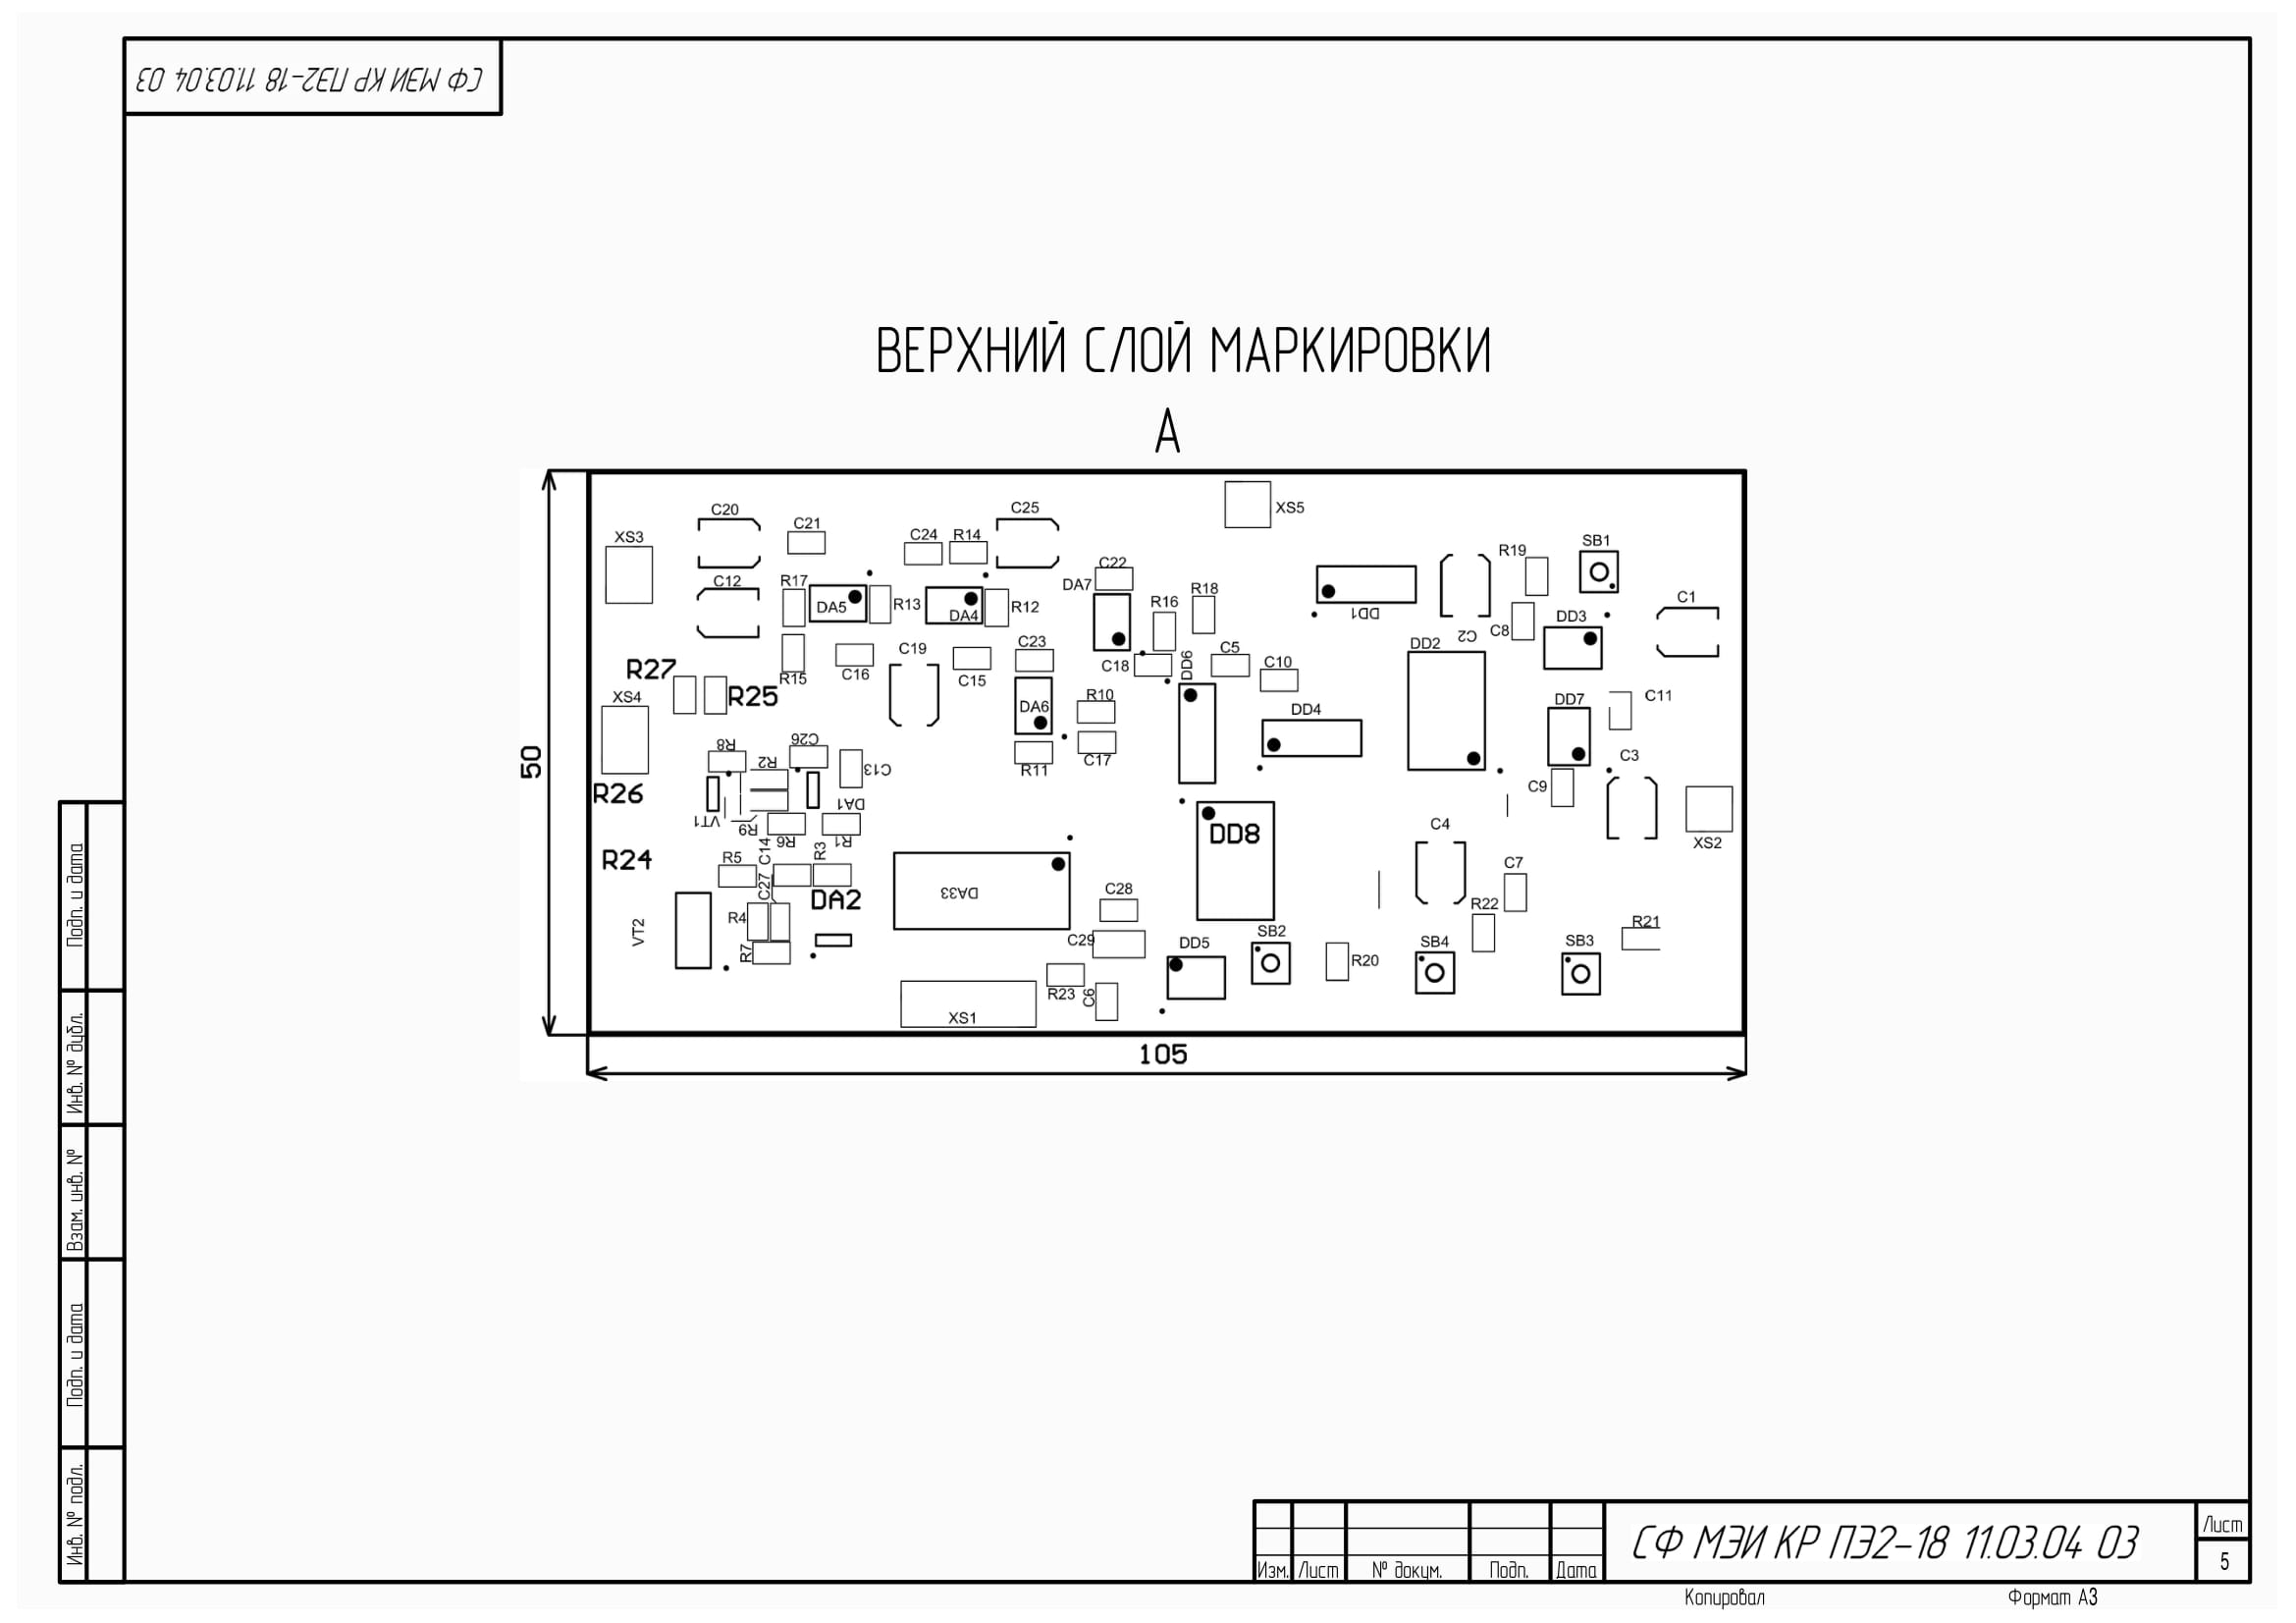 СФ МЭИ КР ПЭ2-18 11.03.04 03
ВЕРХНИЙ СЛОЙ МАРКИРОВКИ
А
XS5
C20
C21
C25
C24
R14
XS3
SB1
R19
C22
C12
R17
DA7
R18
DA5
R13
DA4
R12
R16
DD1
C1
DD3
C2
C8
C23
C19
DD2
C5
C10
C18
DD6
R27
R15
C16
C15
XS4
R25
R10
DA6
DD4
DD7
C11
R8
C26
R2
C13
R11
C17
C3
50
R26
C9
DA1
VT1
R9
R6
R1
C4
DD8
XS2
R24
R5
C14
R3
C7
C27
DA2
DA33
C28
R22
VT2
R4
R7
C29
DD5
SB2
R20
SB4
SB3
R21
R23
C6
XS1
105
Подп. и дата
Инв. № дубл.
Взам. инв. №
Подп. и дата
Инв. № подл.
Изм.
Лист
№ докум.
Подп.
Дата
СФ МЭИ КР ПЭ2-18 11.03.04 03
Лист
5
Копировал
Формат А3